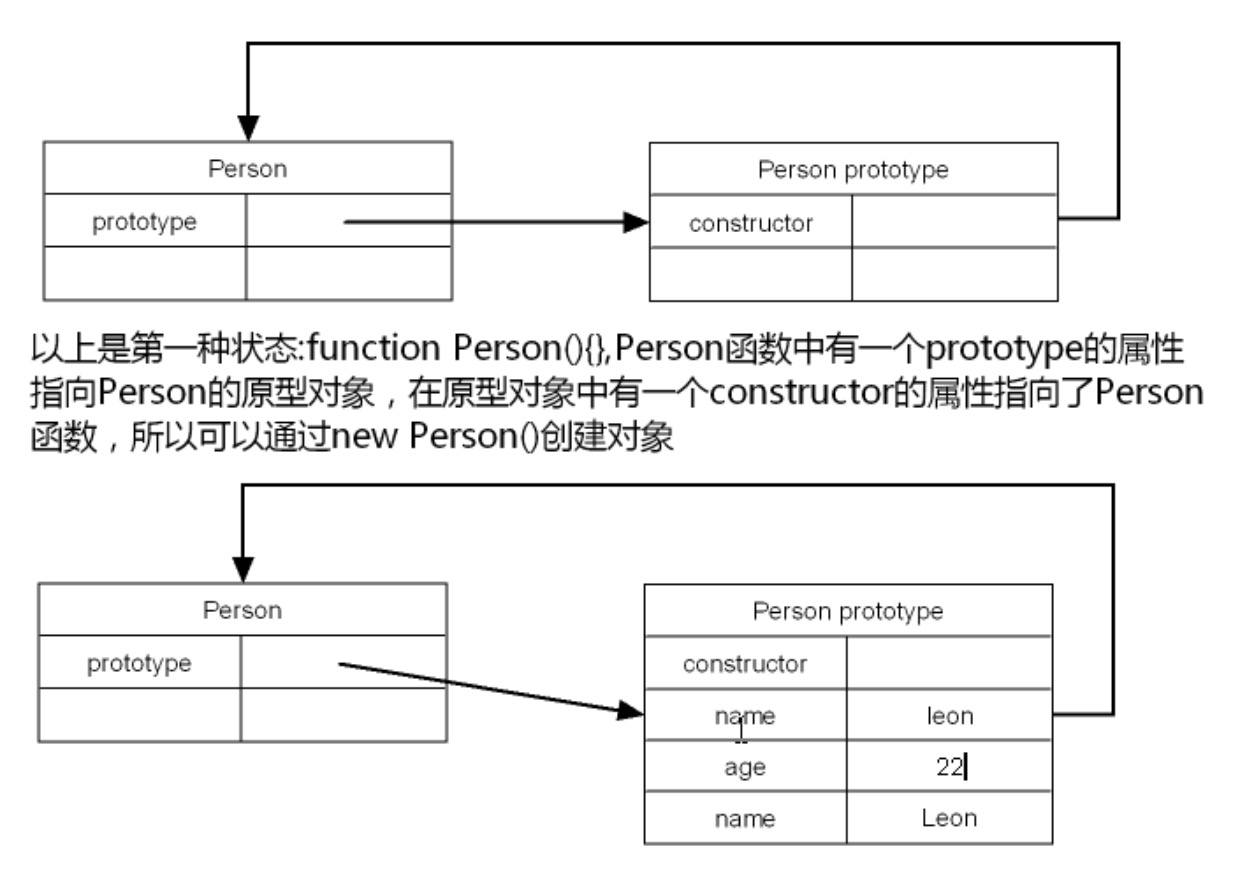 Person
Person prototype
prototype
constructor
以上是第一种状态:function Person(){},Person函数中有一个prototype的属性
指向Person的原型对象，在原型对象中有一个constructor的属性指向了Person
函数，所以可以通过new Person()创建对象
Person
Person prototype
prototype
constructor
name leon
age 22
name Leon